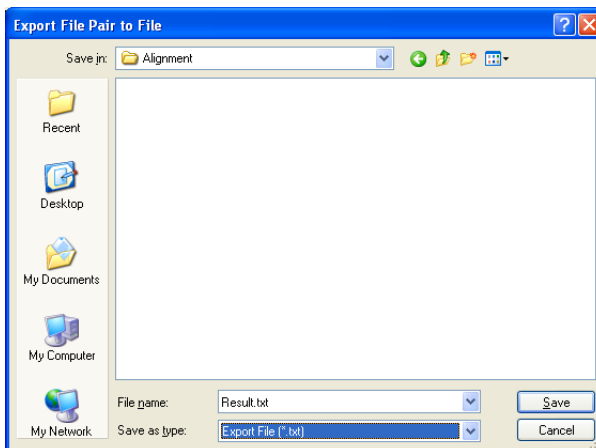 Export File Pair to File
Save in: Alignment
Recent
Desktop
My Documents
My Computer
My Network
File name: Result.txt Save
Save as type: Export File (*.txt) Cancel